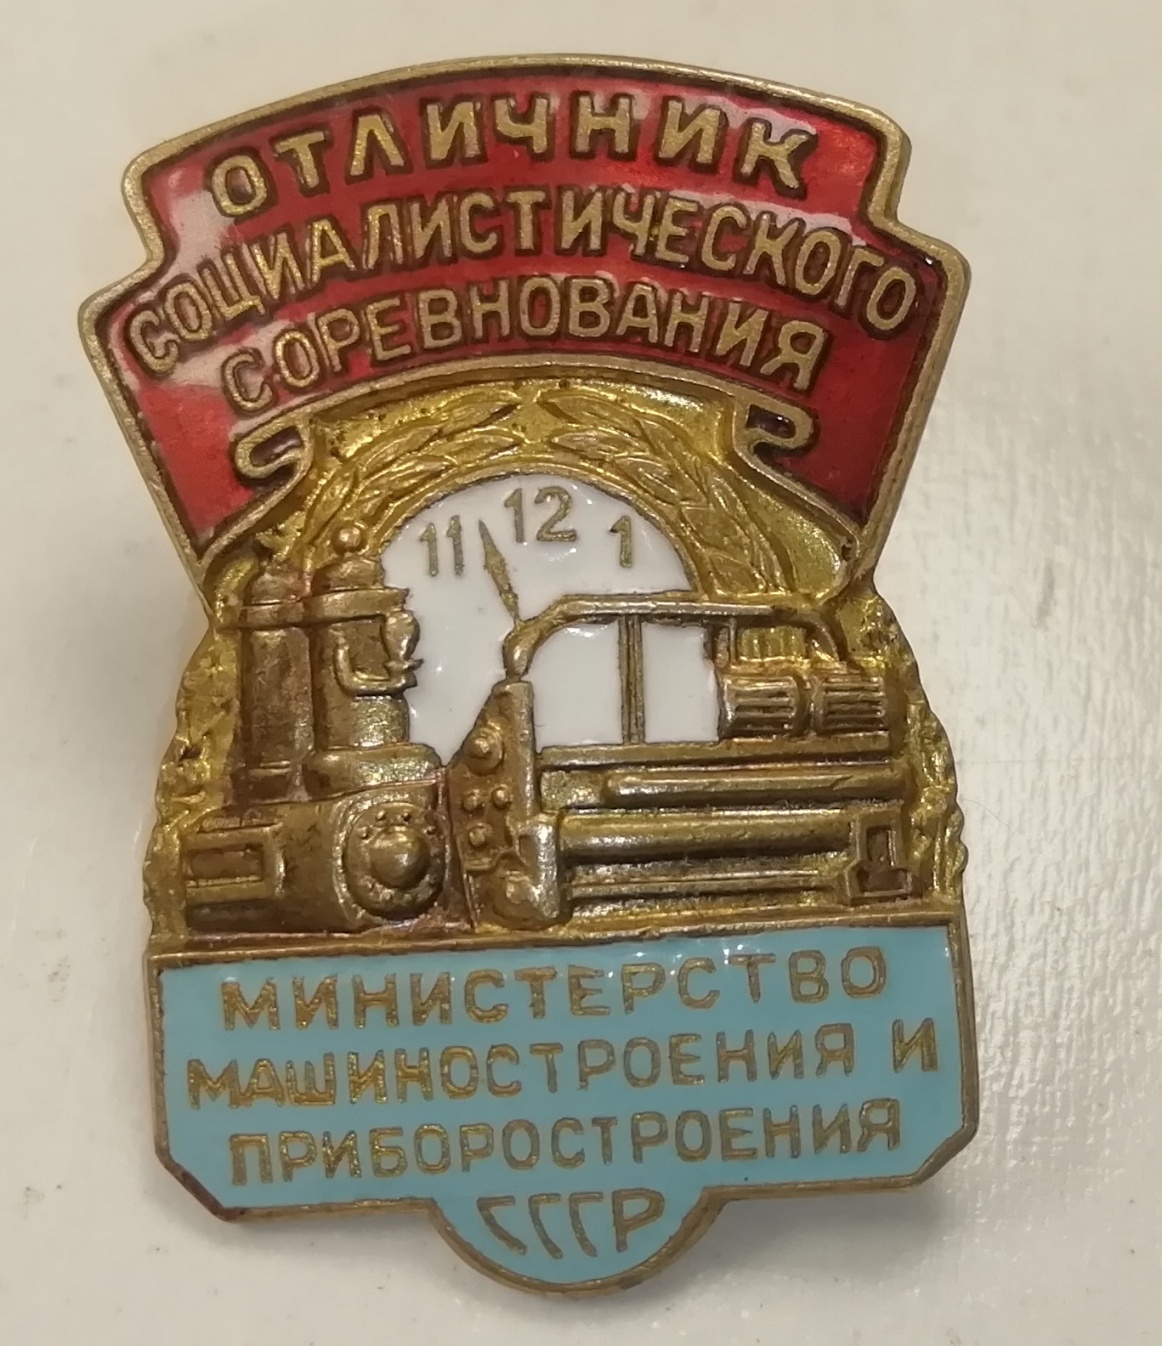 ОТЛИЧНИК
СОЦИАЛИСТИЧЕСКОГО
СОРЕВНОВАНИЯ
11 12 1
МИНИСТЕРСТВО
МАШИНОСТРОЕНИЯ И
ПРИБОРОСТРОЕНИЯ
СССР